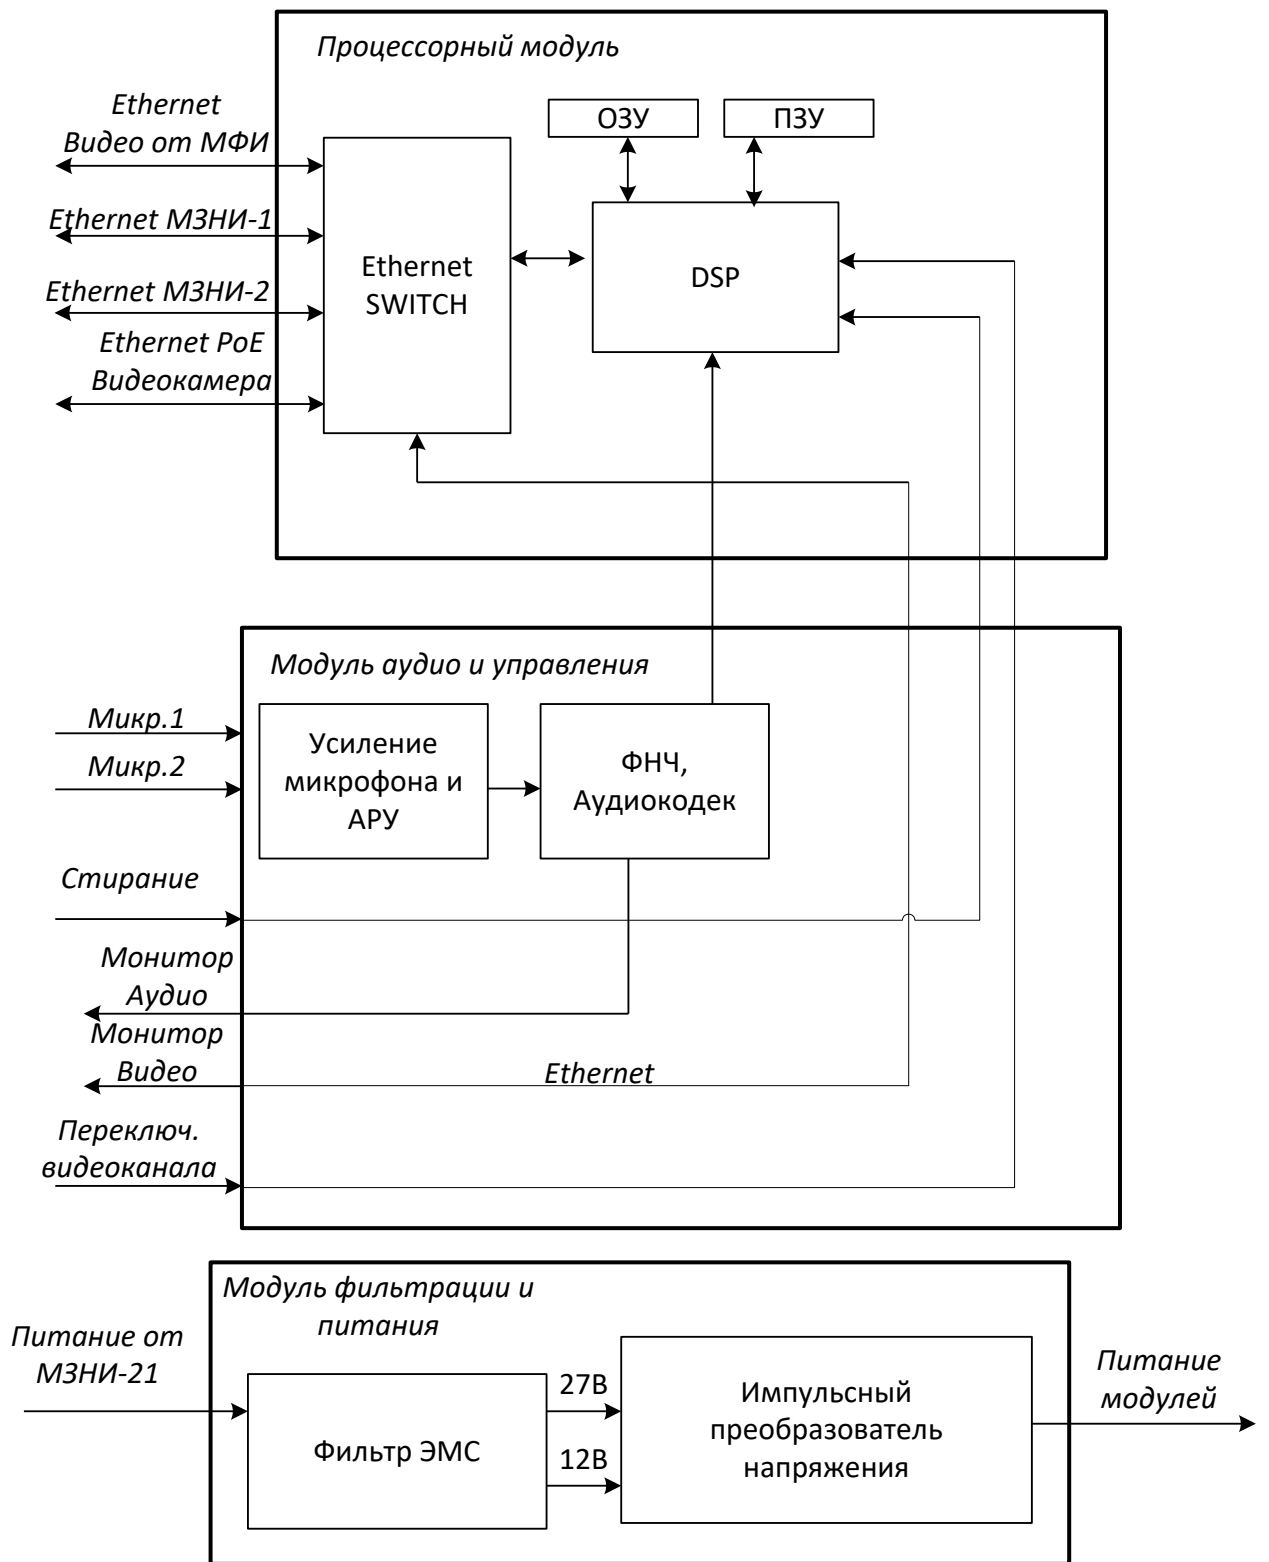 Процессорный модуль
Ethernet
Видео от МФИ
ОЗУ
ПЗУ
Ethernet МЗНИ-1
Ethernet
SWITCH
DSP
Ethernet МЗНИ-2
Ethernet PoE
Видеокамера
Модуль аудио и управления
Микр.1
Микр.2
Усиление
микрофона и
АРУ
ФНЧ,
Аудиокодек
Стирание
Монитор
Аудио
Монитор
Видео
Ethernet
Переключ.
видеоканала
Модуль фильтрации и
питания
Питание от
МЗНИ-21
Фильтр ЭМС
27В
12В
Импульсный
преобразователь
напряжения
Питание
модулей